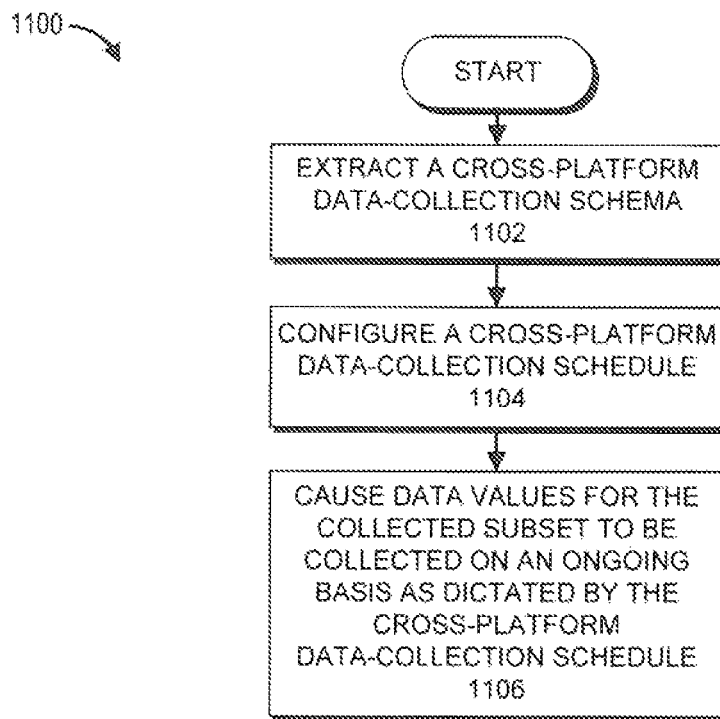 1100
START
EXTRACT A CROSS-PLATFORM
DATA-COLLECTION SCHEMA
1102
CONFIGURE A CROSS-PLATFORM
DATA-COLLECTION SCHEDULE
1104
CAUSE DATA VALUES FOR THE
COLLECTED SUBSET TO BE
COLLECTED ON AN ONGOING
BASIS AS DICTATED BY THE
CROSS-PLATFORM
DATA-COLLECTION SCHEDULE
1106